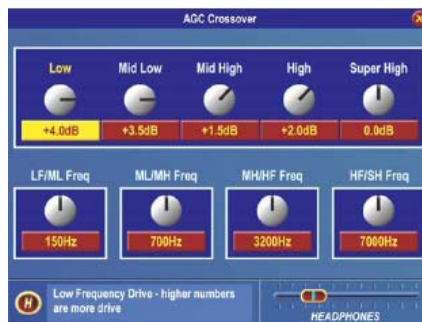 AGC Crossover
Low Mid Low Mid High High Super High
+4.0dB +3.5dB +1.5dB +2.0dB 0.0dB
LF/ML Freq ML/MH Freq MH/HF Freq HF/SH Freq
150Hz 700Hz 3200Hz 7000Hz
H
Low Frequency Drive - higher numbers
are more drive
HEADPHONES